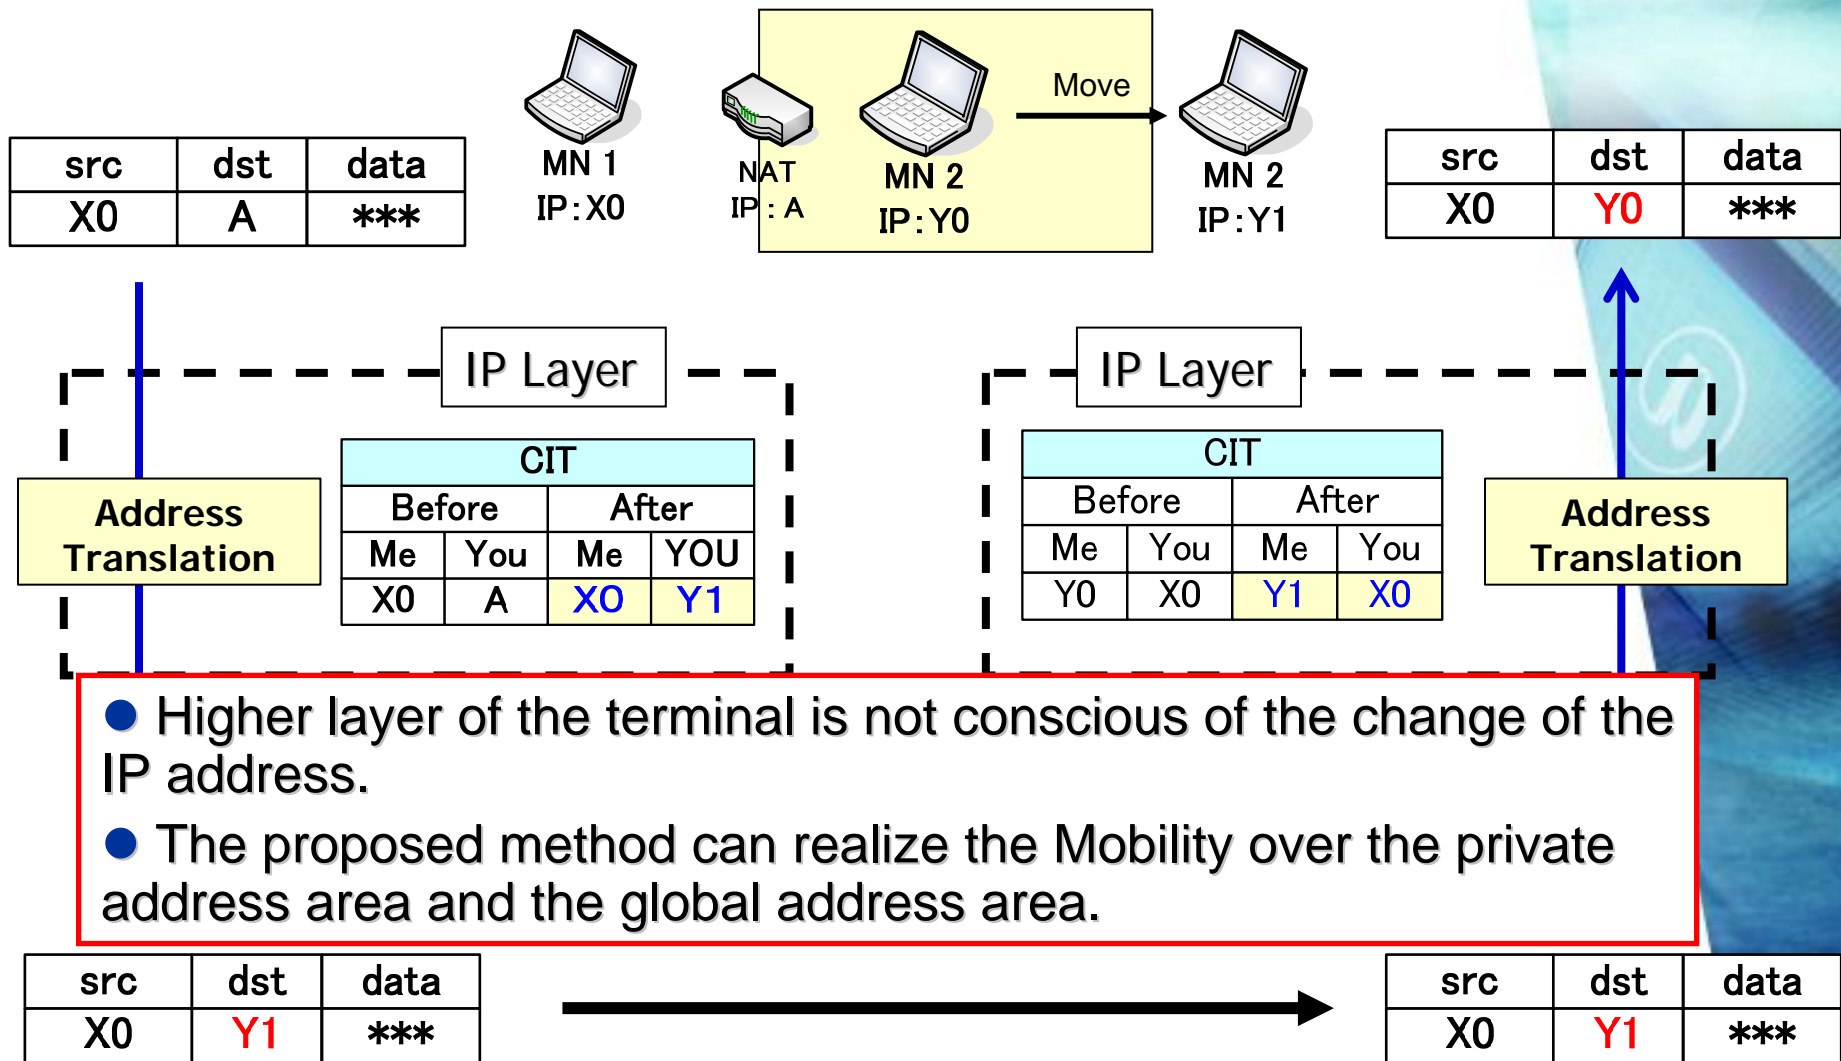 Move
MN 1
IP:X0
NAT
IP : A
MN 2
IP:Y0
MN 2
IP:Y1
src dst data
X0 A ***
src dst data
X0 Y0 ***
IP Layer
IP Layer
Address
Translation
CIT
Before After
Me You Me YOU
X0 A X0 Y1
CIT
Before After
Me You Me You
Y0 X0 Y1 X0
Address
Translation
● Higher layer of the terminal is not conscious of the change of the
IP address.
● The proposed method can realize the Mobility over the private
address area and the global address area.
src dst data
X0 Y1 ***
src dst data
X0 Y1 ***